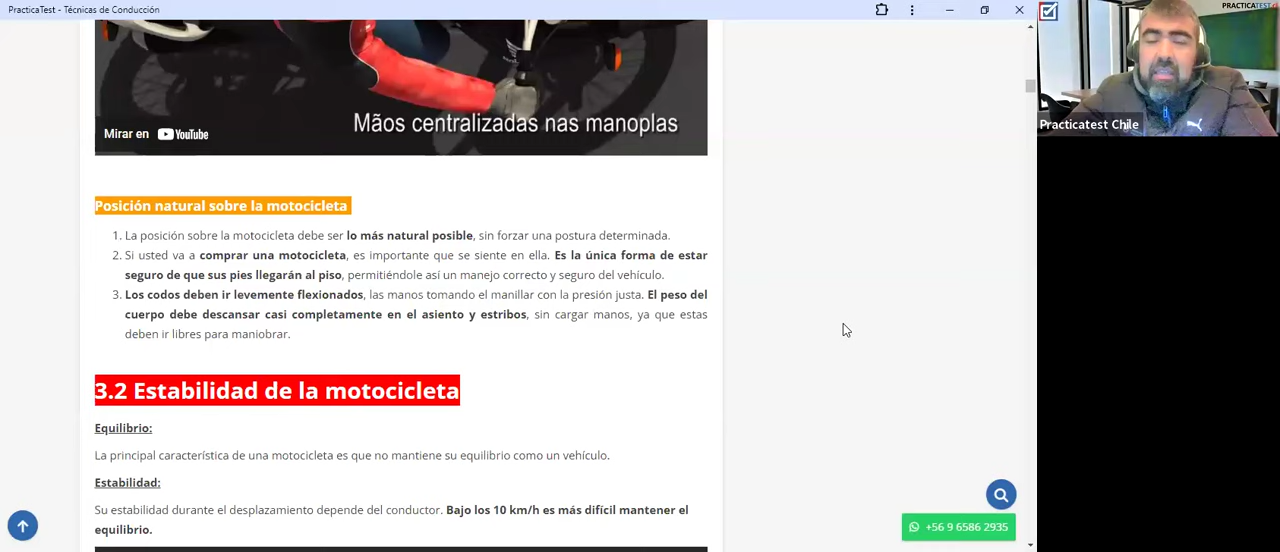 PracticaTest - Técnicas de Conducción
PRACTICATEST
Mirar en YouTube
Mãos centralizadas nas manoplas
Practicatest Chile
Posición natural sobre la motocicleta
1. La posición sobre la motocicleta debe ser lo más natural posible, sin forzar una postura determinada.
2. Si usted va a comprar una motocicleta, es importante que se siente en ella. Es la única forma de estar
seguro de que sus pies llegarán al piso, permitiéndole así un manejo correcto y seguro del vehículo.
3. Los codos deben ir levemente flexionados, las manos tomando el manillar con la presión justa. El peso del
cuerpo debe descansar casi completamente en el asiento y estribos, sin cargar manos, ya que estas
deben ir libres para maniobrar.
3.2 Estabilidad de la motocicleta
Equilibrio:
La principal característica de una motocicleta es que no mantiene su equilibrio como un vehículo.
Estabilidad:
Su estabilidad durante el desplazamiento depende del conductor. Bajo los 10 km/h es más difícil mantener el
equilibrio.
+56 9 6586 2935